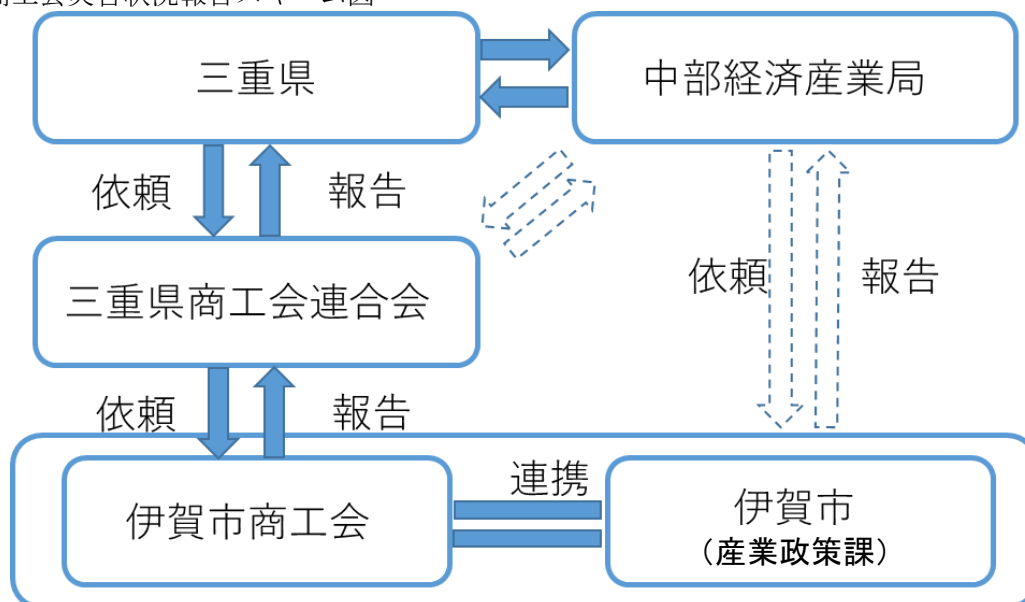 三重県
中部経済産業局
依頼
報告
三重県商工会連合会
依頼
報告
依頼
報告
連携
伊賀市商工会
伊賀市
(産業政策課)